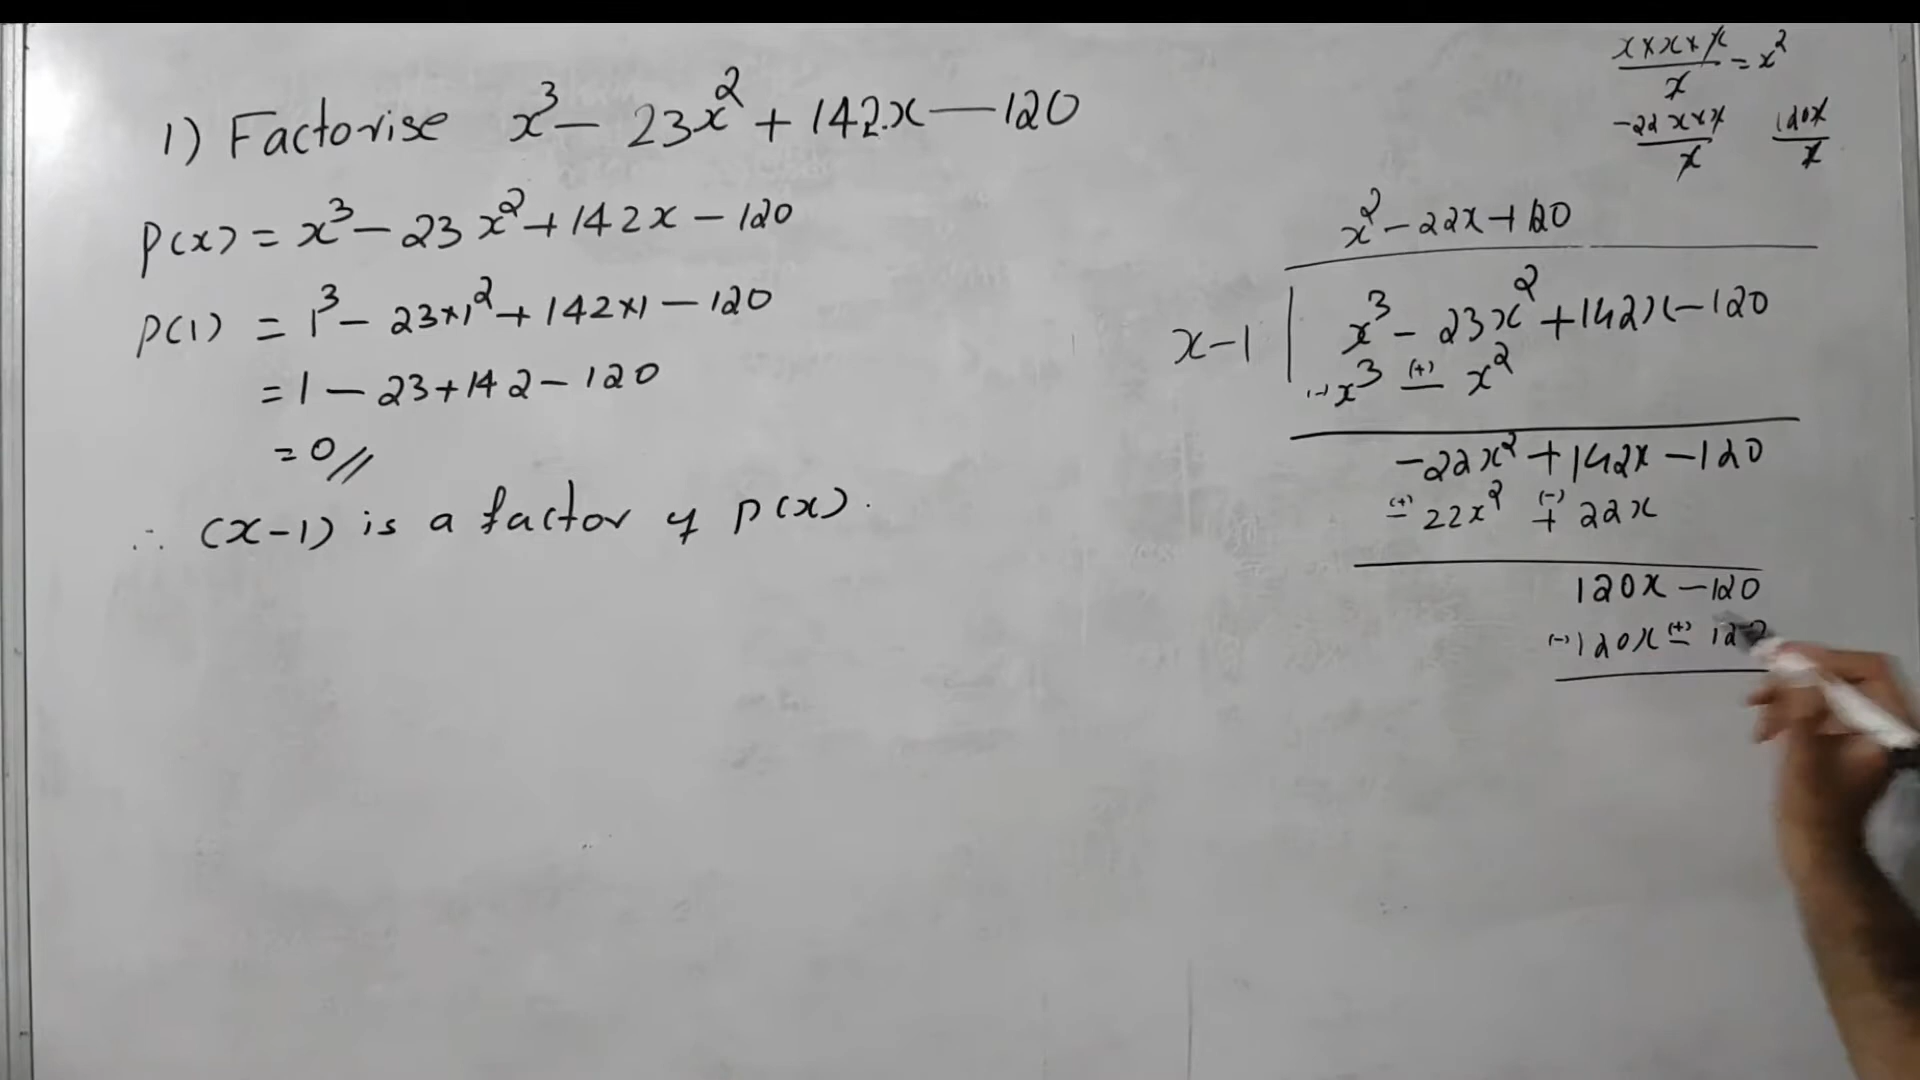 1) Factorise x³ - 23x² + 142x - 120
p(x) = x³ - 23x² + 142x - 120
p(1) = 1³ - 23×1² + 142×1 - 120
= 1 - 23 + 142 - 120
= 0 //
∴ (x-1) is a factor of p(x).
x×x×x/x = x²
-22x×x/x 120x/x
x² - 22x + 120
x-1 | x³ - 23x² + 142x - 120
(-) x³ (+) - x²
-22x² + 142x - 120
(+) - 22x² (-) + 22x
120x - 120
(-) 120x (+) - 120